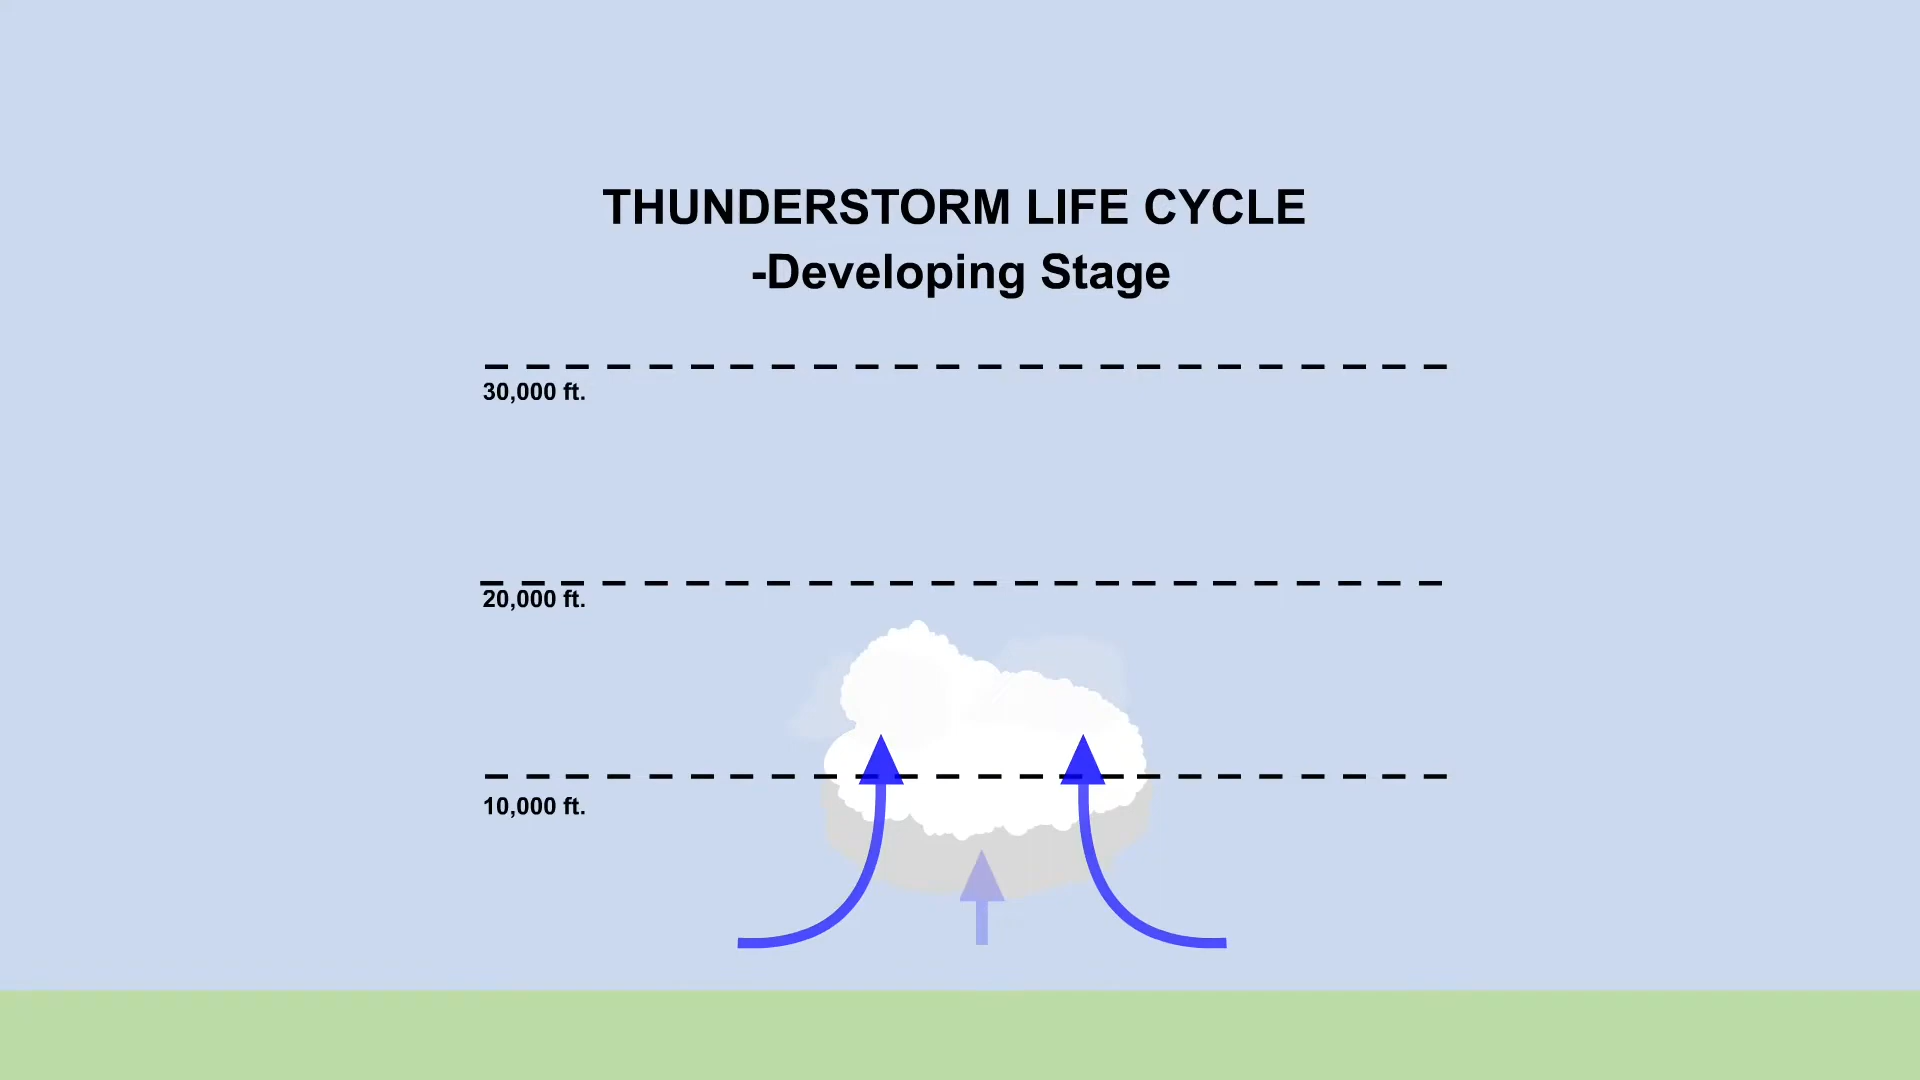 THUNDERSTORM LIFE CYCLE
-Developing Stage
30,000 ft.
20,000 ft.
10,000 ft.